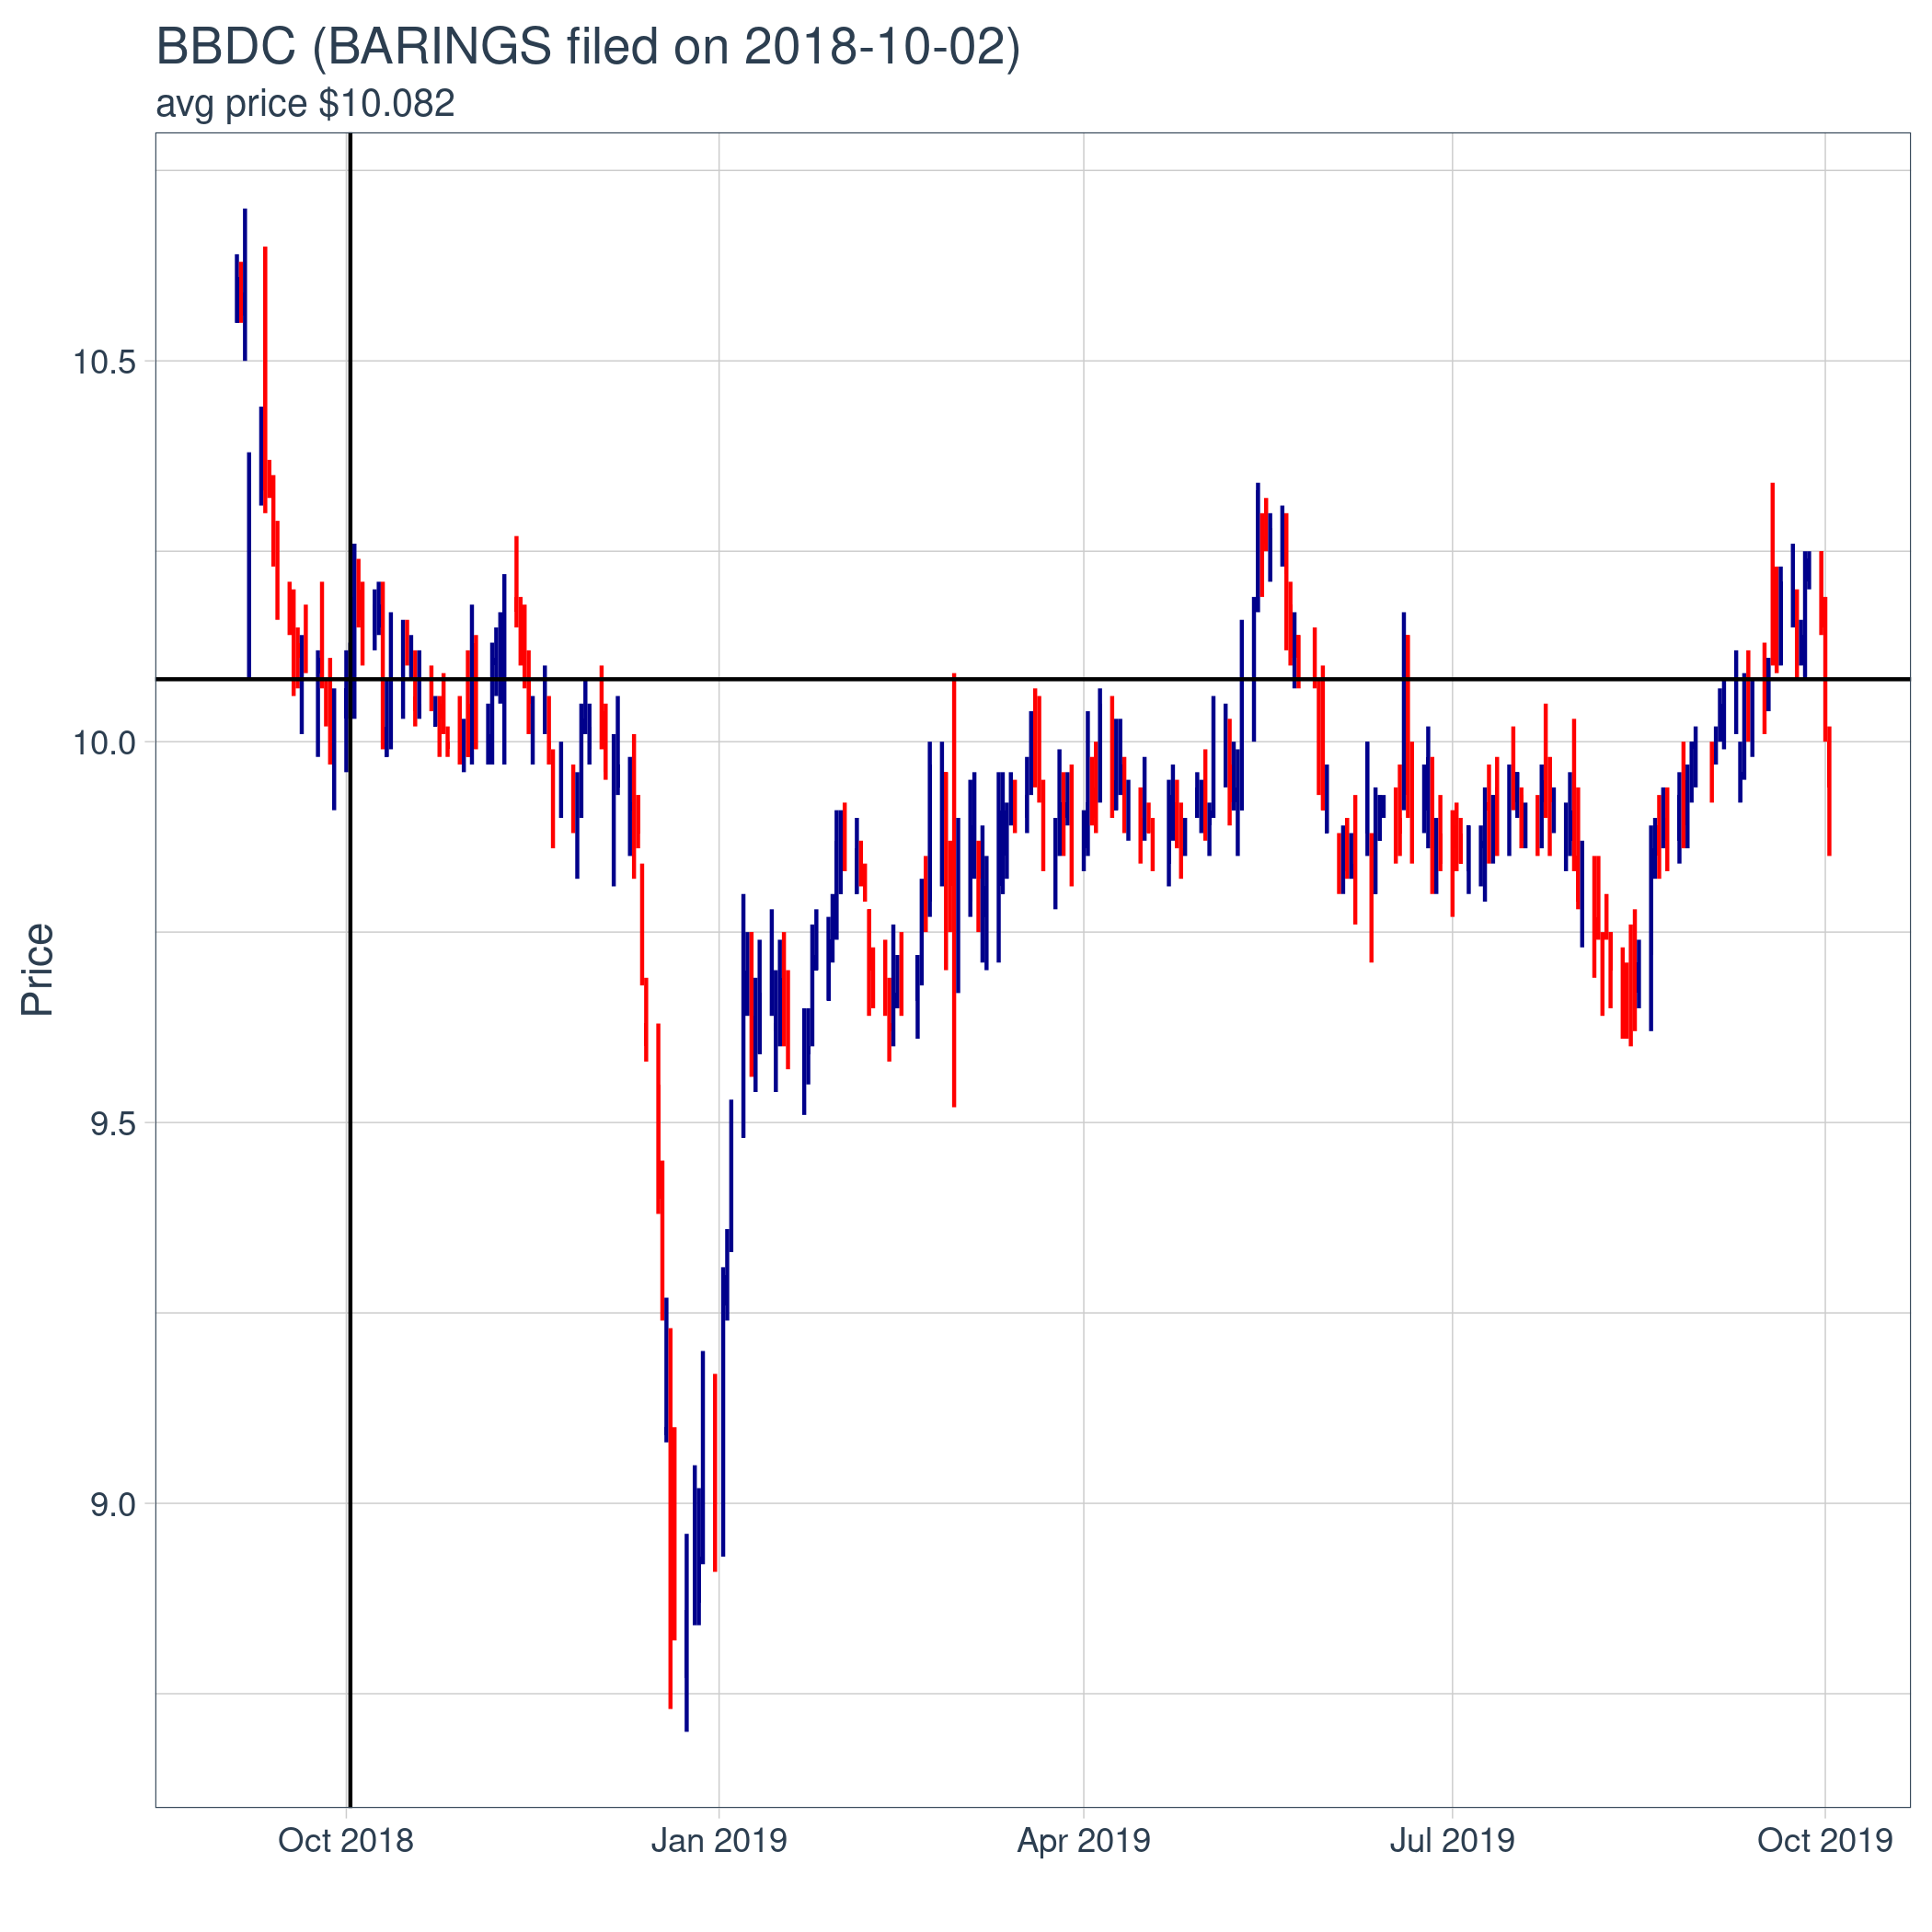 BBDC (BARINGS filed on 2018-10-02)
avg price $10.082
10.5
10.0
9.5
9.0
Price
Oct 2018
Jan 2019
Apr 2019
Jul 2019
Oct 2019